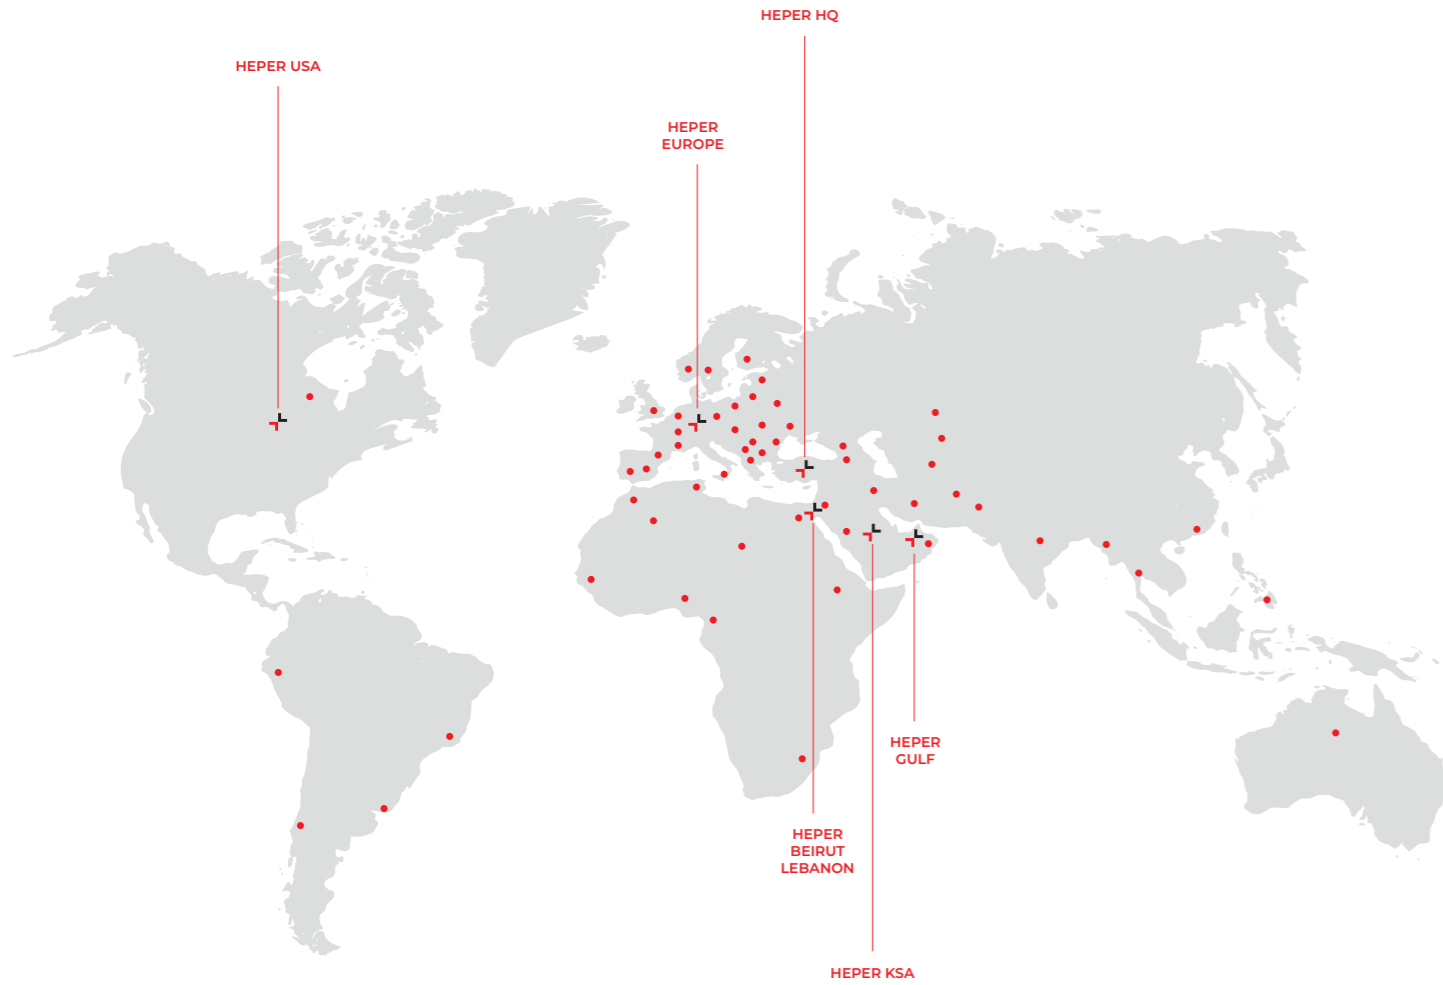 HEPER HQ
HEPER USA
HEPER
EUROPE
HEPER
GULF
HEPER
BEIRUT
LEBANON
HEPER KSA